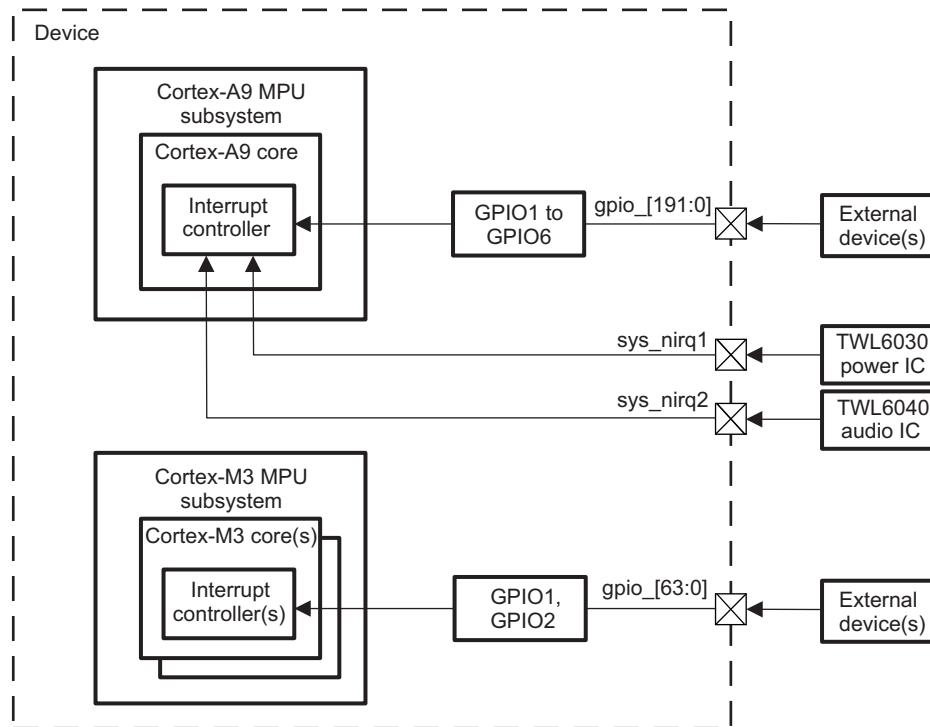 Device
Cortex-A9 MPU
subsystem
Cortex-A9 core
Interrupt
controller
GPIO1 to
GPIO6
gpio_[191:0]
External
device(s)
sys_nirq1
TWL6030
power IC
sys_nirq2
TWL6040
audio IC
Cortex-M3 MPU
subsystem
Cortex-M3 core(s)
Interrupt
controller(s)
GPIO1,
GPIO2
gpio_[63:0]
External
device(s)